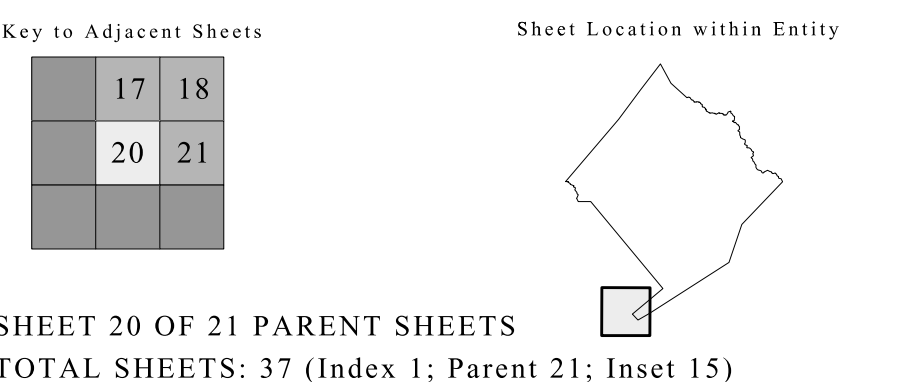 Key to Adjacent Sheets
Sheet Location within Entity
17 18
20 21
SHEET 20 OF 21 PARENT SHEETS
TOTAL SHEETS: 37 (Index 1; Parent 21; Inset 15)